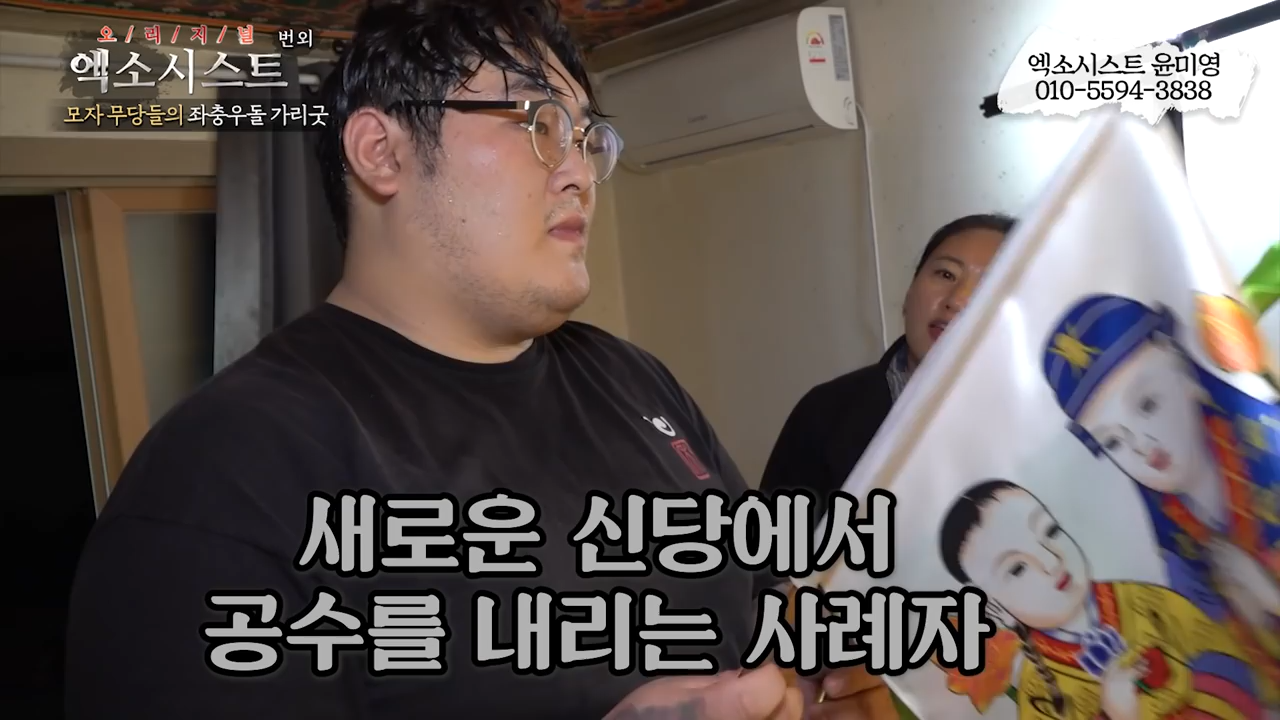 오/리/지/널 번외
엑소시스트
모자 무당들의 좌충우돌 가리굿
엑소시스트 윤미영
010-5594-3838
새로운 신당에서
공수를 내리는 사례자